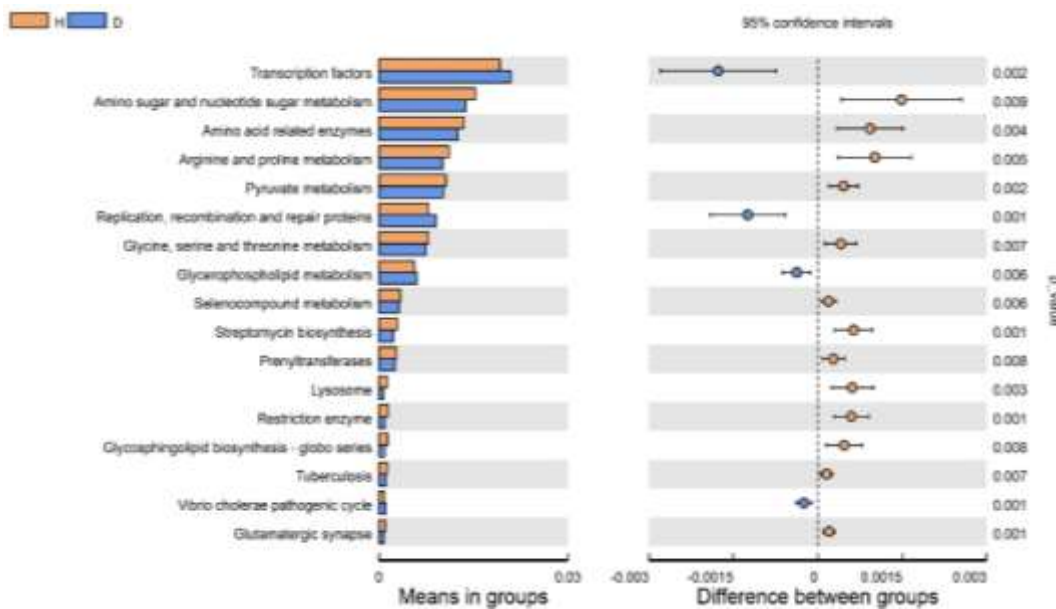 H D
95% confidence intervals
Transcription factors 0.002
Amino sugar and nucleotide sugar metabolism 0.009
Amino acid related enzymes 0.004
Arginine and proline metabolism 0.005
Pyruvate metabolism 0.002
Replication, recombination and repair proteins 0.001
Glycine, serine and threonine metabolism 0.007
Glycerophospholipid metabolism 0.006
Selenocompound metabolism 0.006
Streptomycin biosynthesis 0.001
Prenyltransferases 0.008
Lysosome 0.003
Restriction enzyme 0.001
Glycosphingolipid biosynthesis - globo series 0.008
Tuberculosis 0.007
Vibrio cholerae pathogenic cycle 0.001
Glutamatergic synapse 0.001
0 0.03 -0.003 -0.0015 0 0.0015 0.003
Means in groups Difference between groups